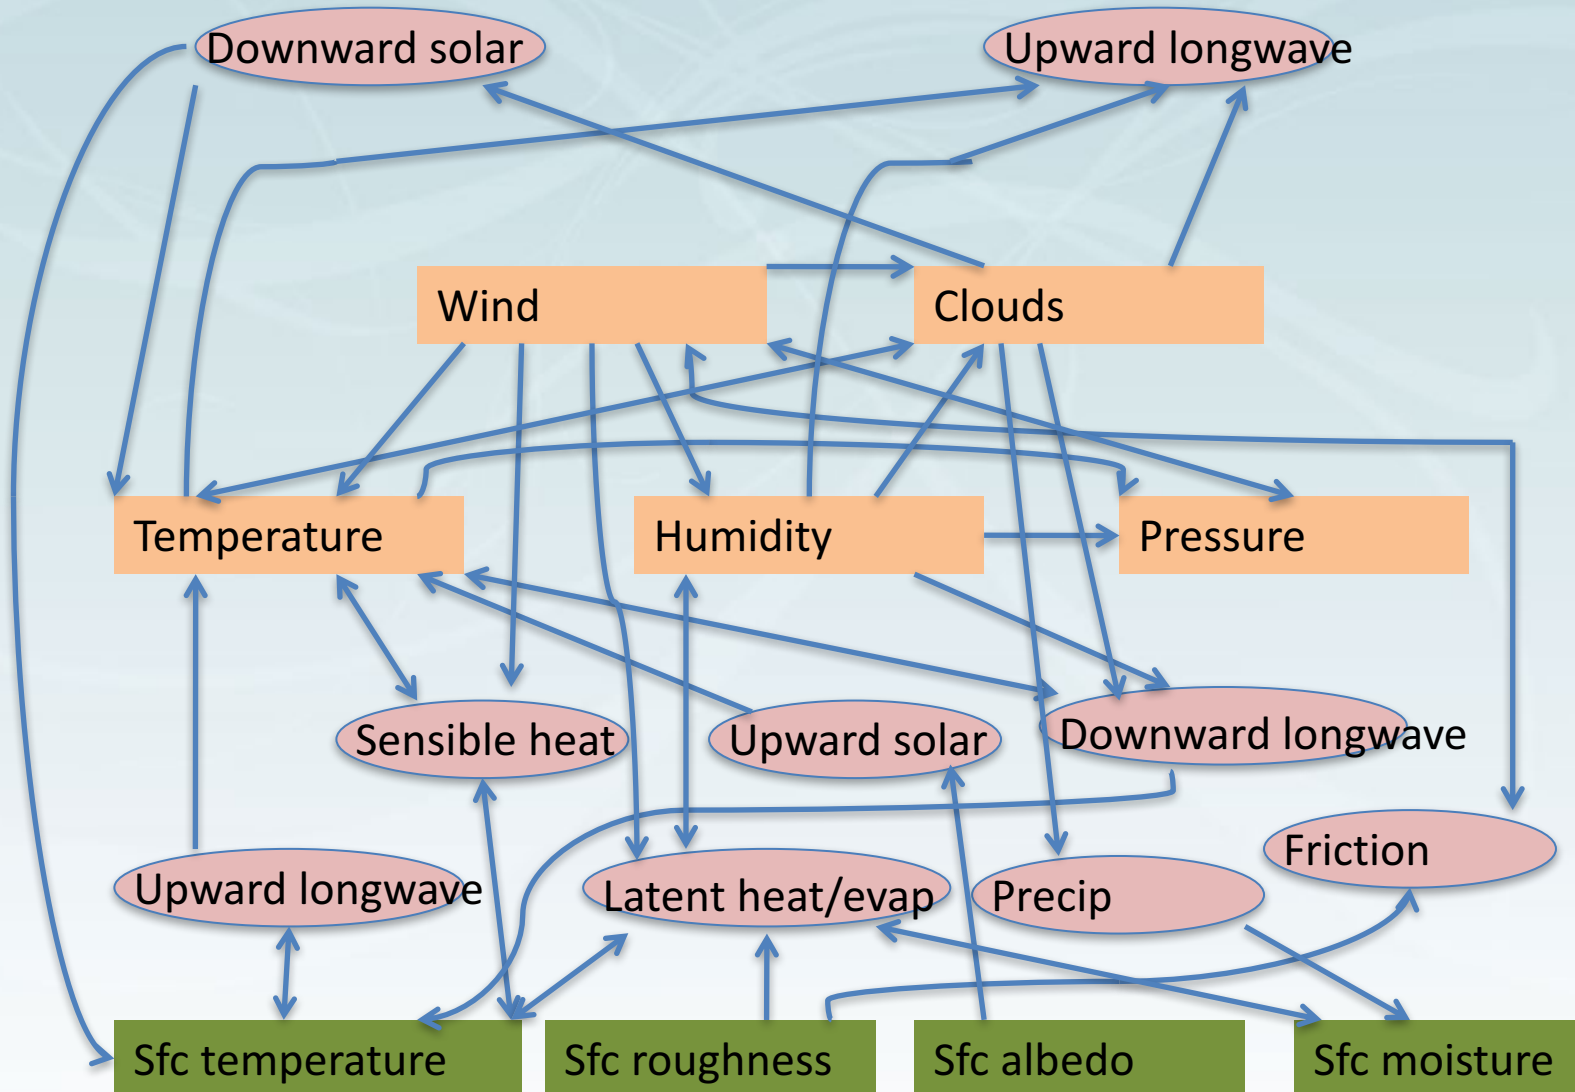 Downward solar
Upward longwave
Wind
Clouds
Temperature
Humidity
Pressure
Sensible heat
Upward solar
Downward longwave
Friction
Upward longwave
Latent heat/evap
Precip
Sfc temperature
Sfc roughness
Sfc albedo
Sfc moisture